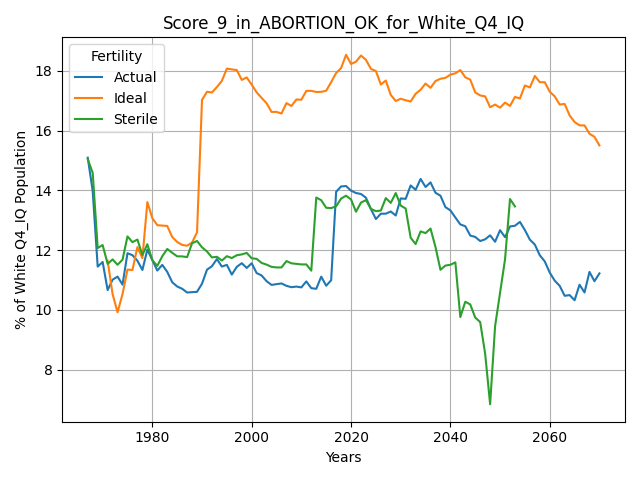 Score_9_in_ABORTION_OK_for_White_Q4_IQ
Fertility
Actual
Ideal
Sterile
% of White Q4_IQ Population
18
16
14
12
10
8
1980
2000
2020
2040
2060
Years